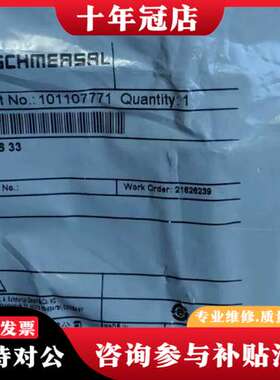 十年冠店
SCHMERSAL
No.: 101107771 Quantity: 1
33
No.:
Work Order: 21626239
专业维修.质
发票
对公
咨询参与补贴